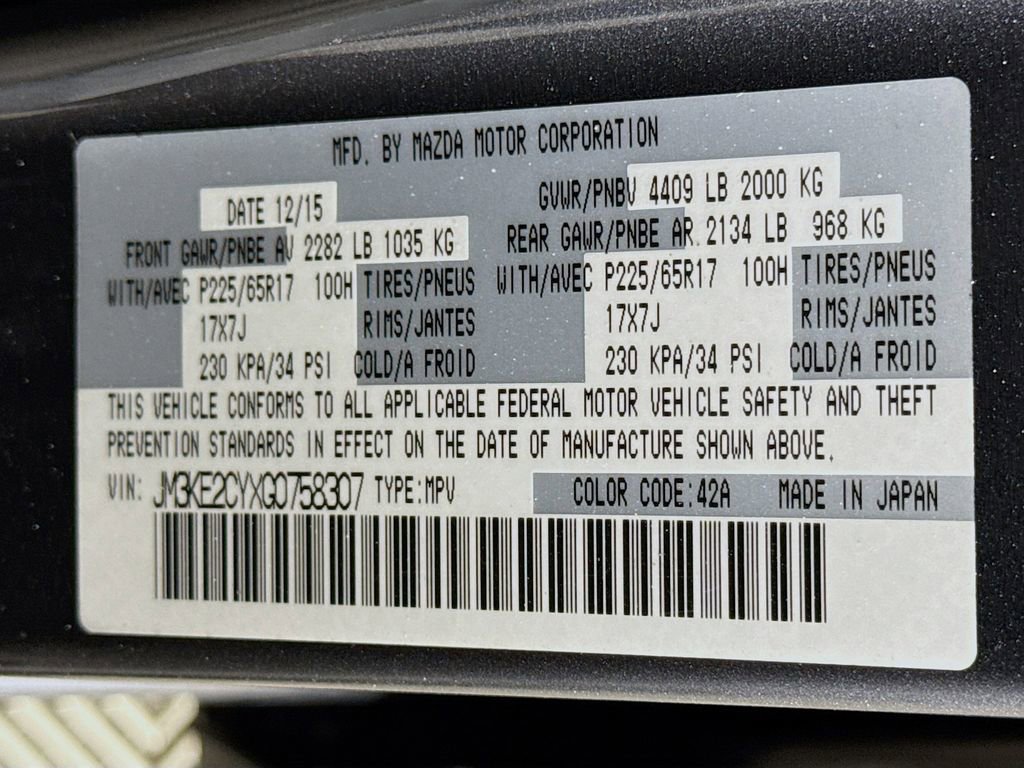 MFD. BY MAZDA MOTOR CORPORATION
DATE 12/15 GVWR/PNBV 4409 LB 2000 KG
FRONT GAWR/PNBE AV 2282 LB 1035 KG REAR GAWR/PNBE AR 2134 LB 968 KG
WITH/AVEC P225/65R17 100H TIRES/PNEUS WITH/AVEC P225/65R17 100H TIRES/PNEUS
17X7J RIMS/JANTES 17X7J RIMS/JANTES
230 KPA/34 PSI COLD/A FROID 230 KPA/34 PSI COLD/A FROID
THIS VEHICLE CONFORMS TO ALL APPLICABLE FEDERAL MOTOR VEHICLE SAFETY AND THEFT
PREVENTION STANDARDS IN EFFECT ON THE DATE OF MANUFACTURE SHOWN ABOVE.
VIN: JM3KE2CYXG0758307 TYPE:MPV COLOR CODE:42A MADE IN JAPAN